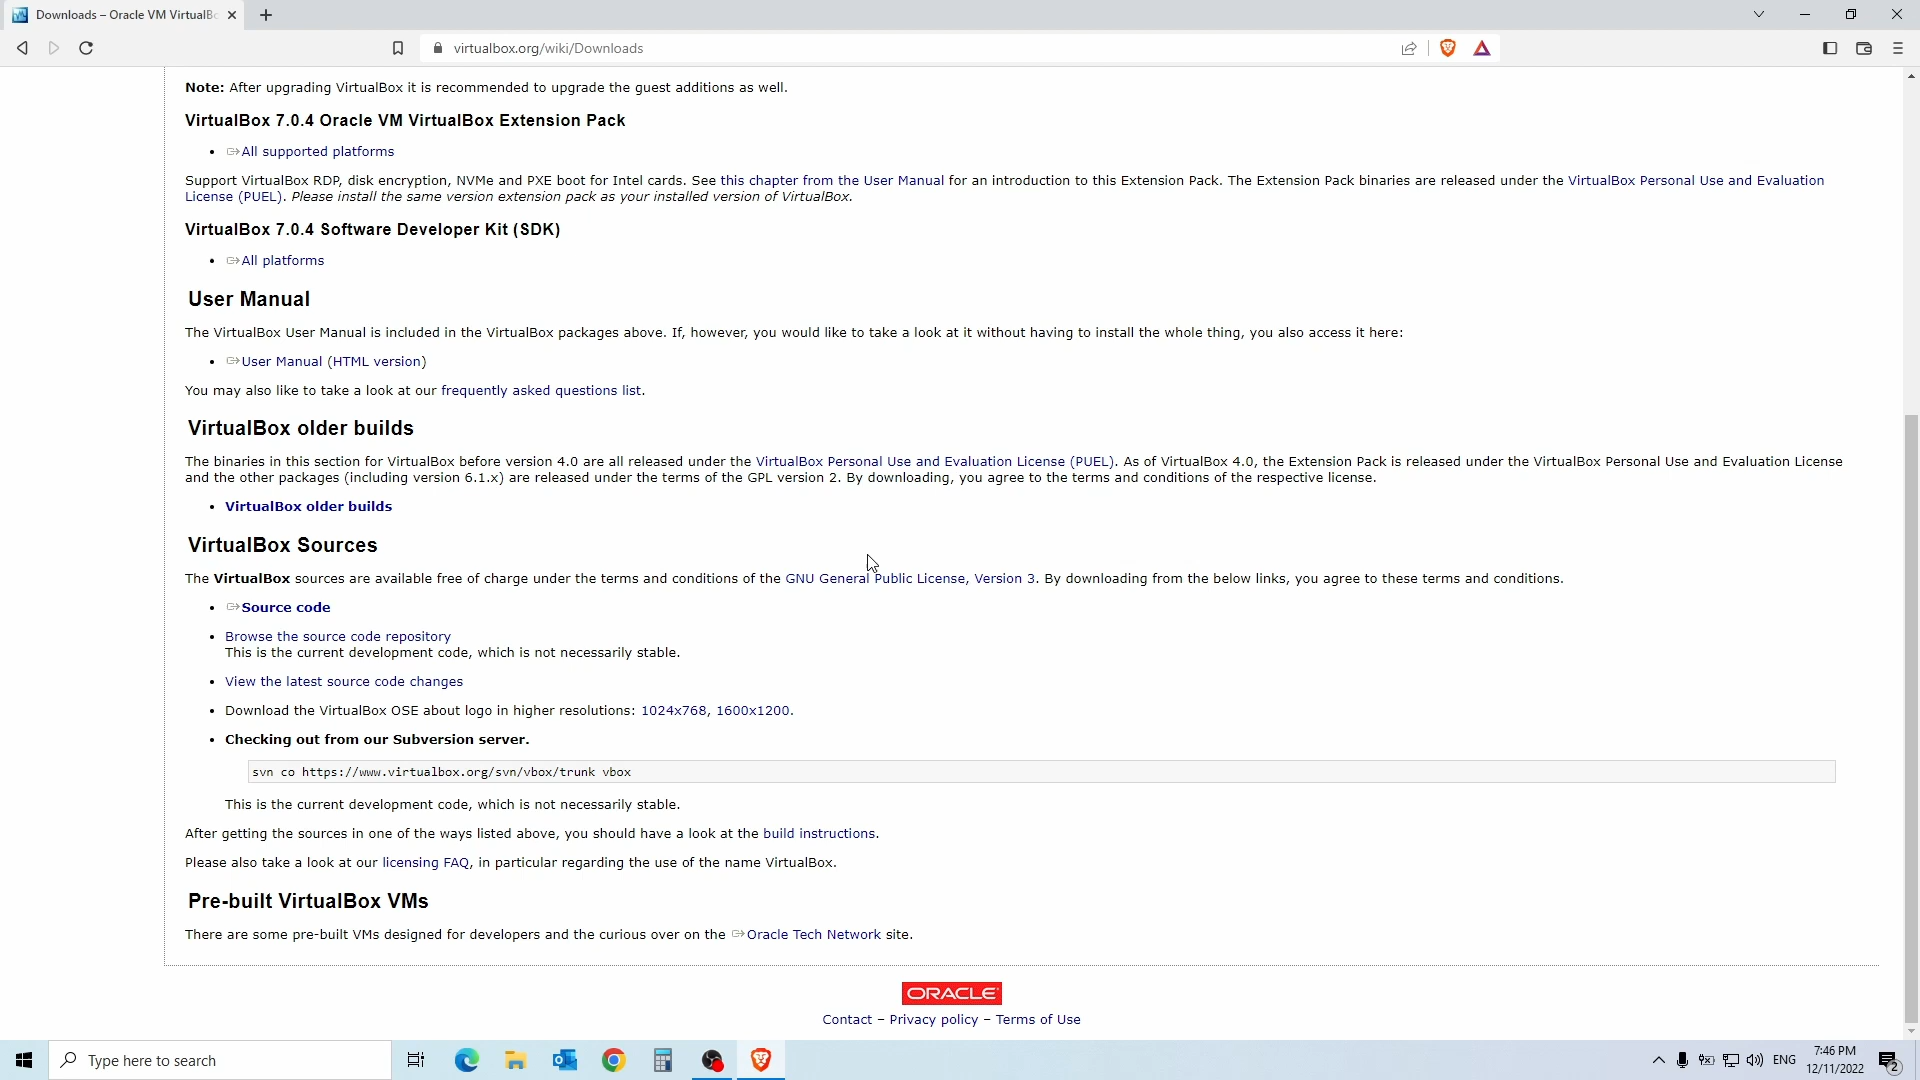 Downloads – Oracle VM VirtualBo
virtualbox.org/wiki/Downloads
Note: After upgrading VirtualBox it is recommended to upgrade the guest additions as well.
VirtualBox 7.0.4 Oracle VM VirtualBox Extension Pack
All supported platforms
Support VirtualBox RDP, disk encryption, NVMe and PXE boot for Intel cards. See this chapter from the User Manual for an introduction to this Extension Pack. The Extension Pack binaries are released under the VirtualBox Personal Use and Evaluation
License (PUEL). Please install the same version extension pack as your installed version of VirtualBox.
VirtualBox 7.0.4 Software Developer Kit (SDK)
All platforms
User Manual
The VirtualBox User Manual is included in the VirtualBox packages above. If, however, you would like to take a look at it without having to install the whole thing, you also access it here:
User Manual (HTML version)
You may also like to take a look at our frequently asked questions list.
VirtualBox older builds
The binaries in this section for VirtualBox before version 4.0 are all released under the VirtualBox Personal Use and Evaluation License (PUEL). As of VirtualBox 4.0, the Extension Pack is released under the VirtualBox Personal Use and Evaluation License
and the other packages (including version 6.1.x) are released under the terms of the GPL version 2. By downloading, you agree to the terms and conditions of the respective license.
VirtualBox older builds
VirtualBox Sources
The VirtualBox sources are available free of charge under the terms and conditions of the GNU General Public License, Version 3. By downloading from the below links, you agree to these terms and conditions.
Source code
Browse the source code repository
This is the current development code, which is not necessarily stable.
View the latest source code changes
Download the VirtualBox OSE about logo in higher resolutions: 1024x768, 1600x1200.
Checking out from our Subversion server.
svn co https://www.virtualbox.org/svn/vbox/trunk vbox
This is the current development code, which is not necessarily stable.
After getting the sources in one of the ways listed above, you should have a look at the build instructions.
Please also take a look at our licensing FAQ, in particular regarding the use of the name VirtualBox.
Pre-built VirtualBox VMs
There are some pre-built VMs designed for developers and the curious over on the Oracle Tech Network site.
ORACLE
Contact – Privacy policy – Terms of Use
Type here to search
ENG
7:46 PM
12/11/2022
2